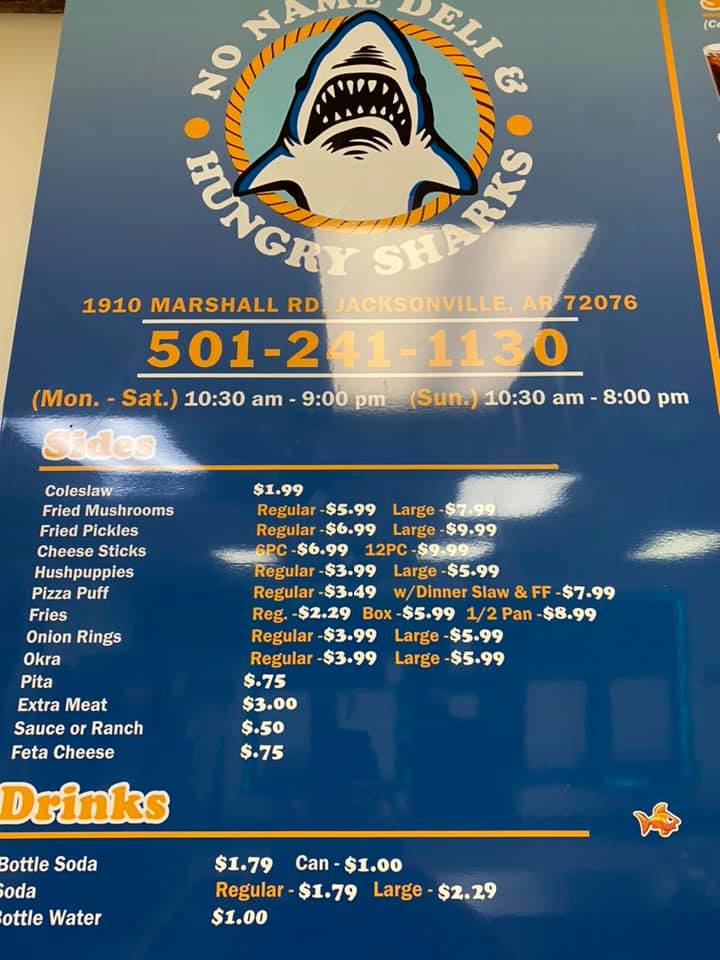 NO NAME DELI &
HUNGRY SHARKS
1910 MARSHALL RD, JACKSONVILLE, AR 72076
501-241-1130
(Mon. - Sat.) 10:30 am - 9:00 pm (Sun.) 10:30 am - 8:00 pm
Sides
Coleslaw $1.99
Fried Mushrooms Regular -$5.99 Large -$7.99
Fried Pickles Regular -$6.99 Large -$9.99
Cheese Sticks 6PC -$6.99 12PC -$9.99
Hushpuppies Regular -$3.99 Large -$5.99
Pizza Puff Regular -$3.49 w/Dinner Slaw & FF -$7.99
Fries Reg. -$2.29 Box -$5.99 1/2 Pan -$8.99
Onion Rings Regular -$3.99 Large -$5.99
Okra Regular -$3.99 Large -$5.99
Pita $.75
Extra Meat $3.00
Sauce or Ranch $.50
Feta Cheese $.75
Drinks
Bottle Soda $1.79 Can - $1.00
Soda Regular - $1.79 Large - $2.29
Bottle Water $1.00